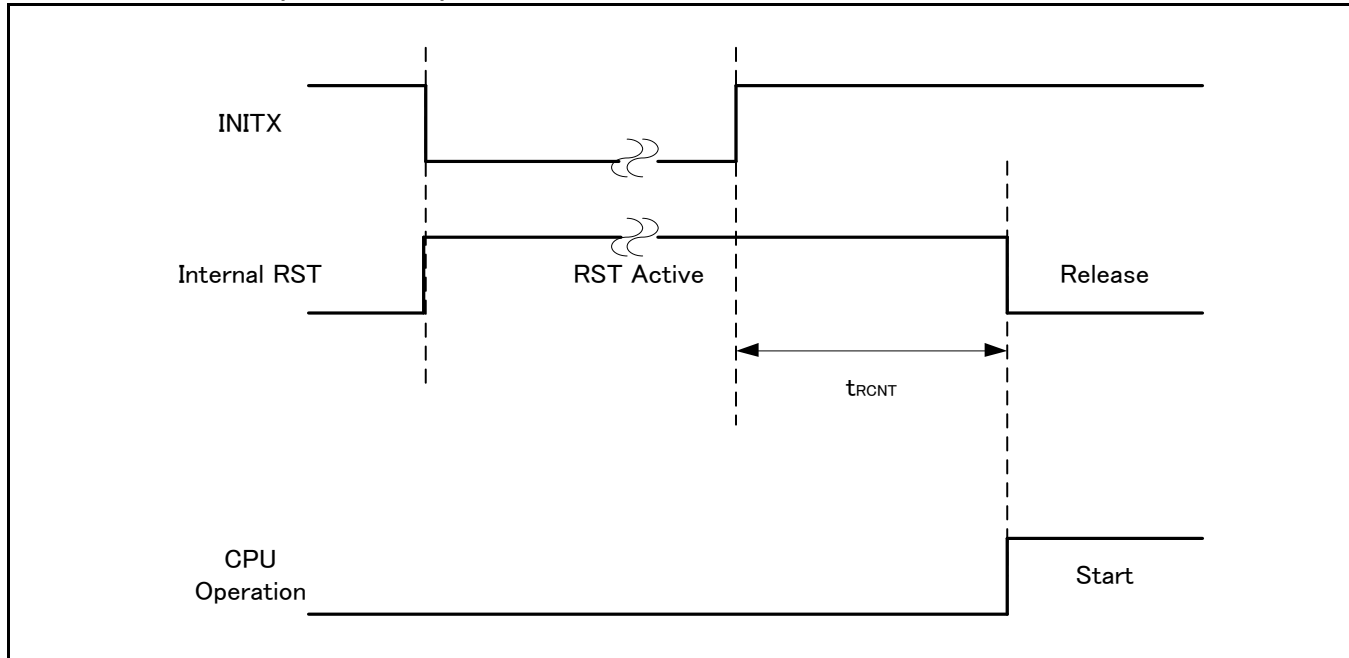 INITX
Internal RST
RST Active
Release
tRCNT
CPU
Operation
Start